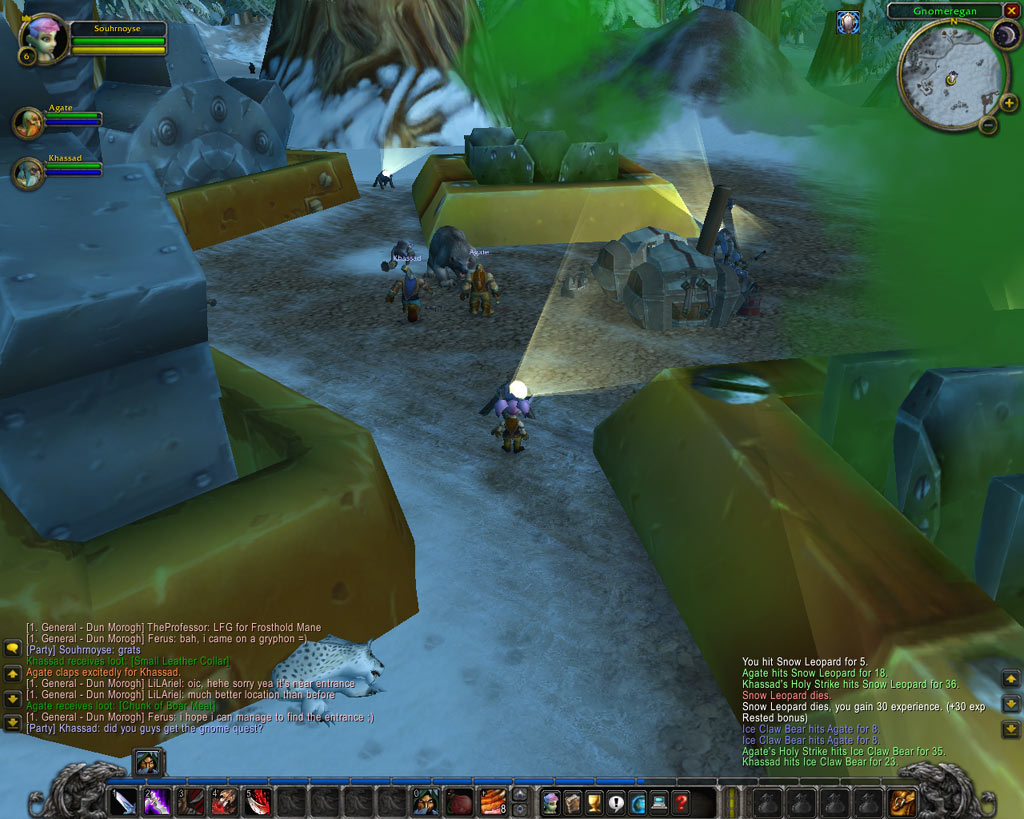 Souhrnoyse
6
Agate
Khassad
Gnomeregan
N
Khassad
Agate
[1. General - Dun Morogh] TheProfessor: LFG for Frosthold Mane
[1. General - Dun Morogh] Ferus: bah, i came on a gryphon =)
[Party] Souhrnoyse: grats
Khassad receives loot: [Small Leather Collar]
Agate claps excitedly for Khassad.
[1. General - Dun Morogh] LilAriel: oic, hehe sorry yea it's near entrance
[1. General - Dun Morogh] LilAriel: much better location than before
Agate receives loot: [Chunk of Boar Meat]
[1. General - Dun Morogh] Ferus: i hope i can manage to find the entrance ;)
[Party] Khassad: did you guys get the gnome quest?
You hit Snow Leopard for 5.
Agate hits Snow Leopard for 18.
Khassad's Holy Strike hits Snow Leopard for 36.
Snow Leopard dies.
Snow Leopard dies, you gain 30 experience. (+30 exp
Rested bonus)
Ice Claw Bear hits Agate for 8.
Ice Claw Bear hits Agate for 8.
Agate's Holy Strike hits Ice Claw Bear for 35.
Khassad hits Ice Claw Bear for 23.
2 3 4 5 0 8